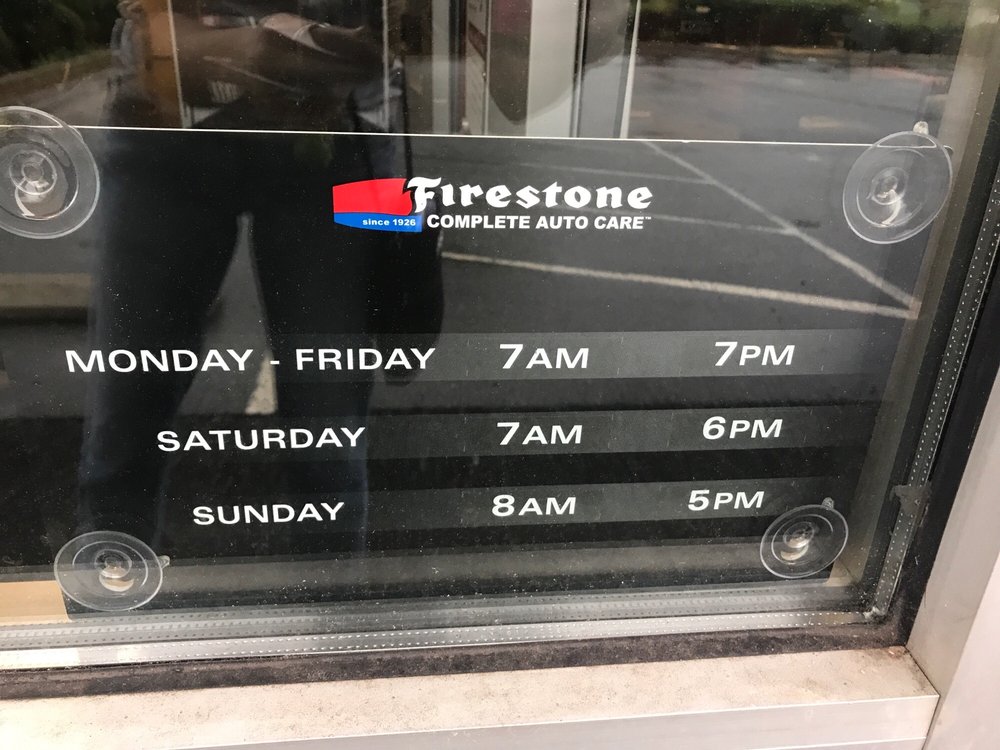 Firestone
since 1926 COMPLETE AUTO CARE™
MONDAY - FRIDAY 7AM 7PM
SATURDAY 7AM 6PM
SUNDAY 8AM 5PM